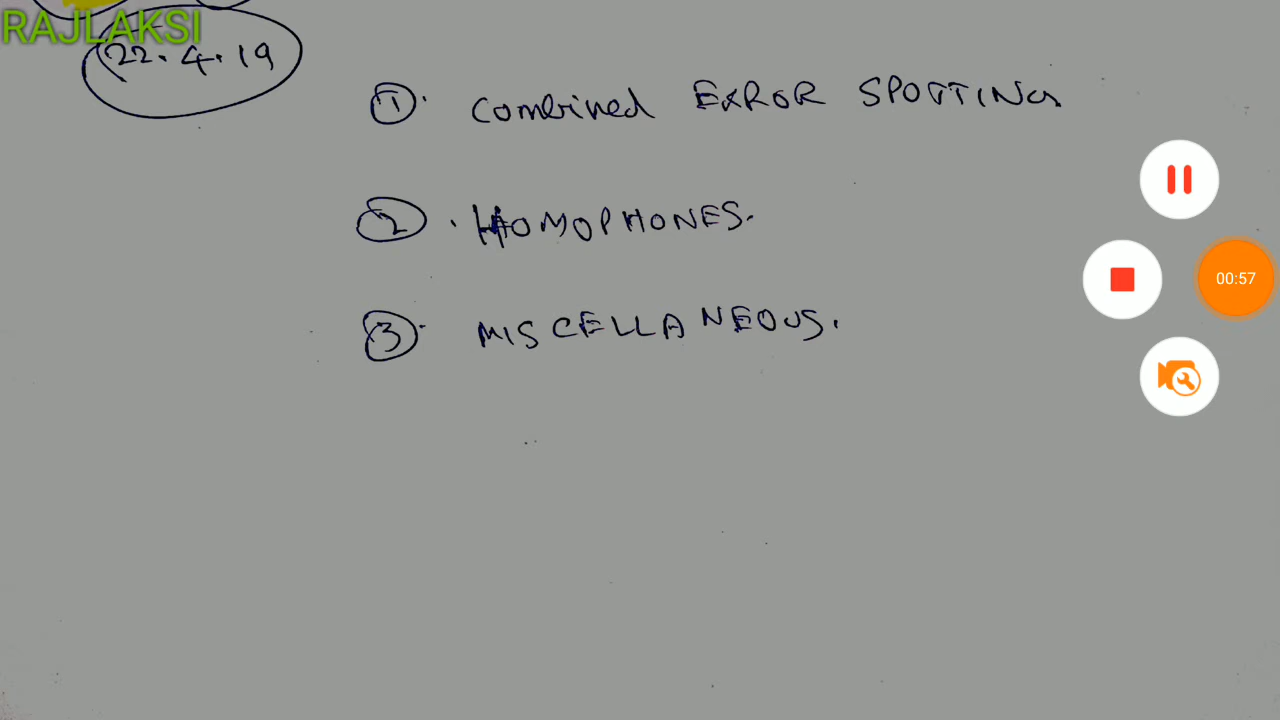 RAJLAKSI
22.4.19
① Combined ERROR SPOTTING
② HOMOPHONES.
③ MISCELLANEOUS.
00:57